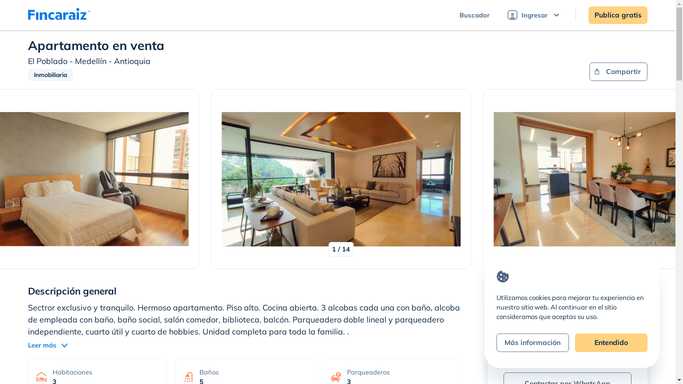 Fincaraiz
Buscador
Ingresar
Publica gratis
Apartamento en venta
El Poblado - Medellín - Antioquia
Inmobiliaria
Compartir
1 / 14
Descripción general
Sectror exclusivo y tranquilo. Hermoso apartamento. Piso alto. Cocina abierta. 3 alcobas cada una con baño, alcoba
de empleada con baño, baño social, salón comedor, biblioteca, balcón. Parqueadero doble lineal y parqueadero
independiente, cuarto útil y cuarto de hobbies. Unidad completa para toda la familia. .
Leer más
Habitaciones
3
Baños
5
Parqueaderos
3
Utilizamos cookies para mejorar tu experiencia en
nuestro sitio web. Al continuar en el sitio
consideramos que aceptas su uso.
Más información
Entendido
Contactar por WhatsApp